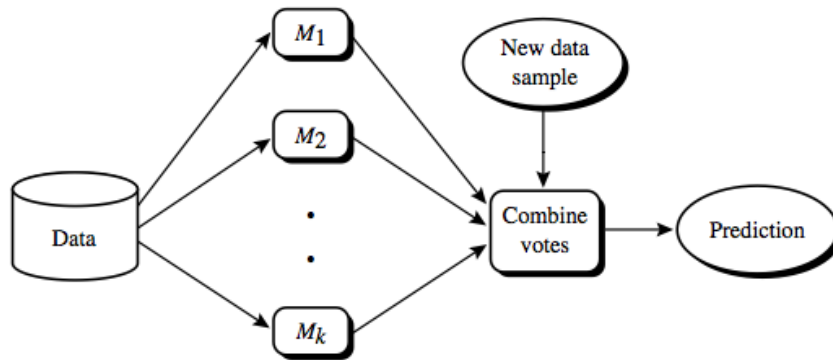 M1
New data
sample
M2
Data
Combine
votes
Prediction
Mk